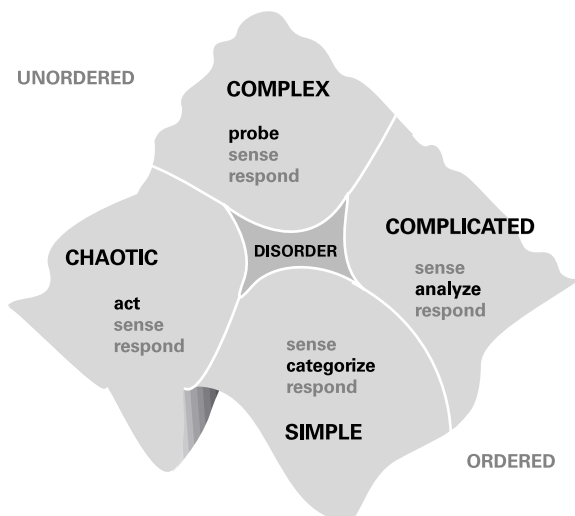 UNORDERED
COMPLEX
probe
sense
respond
COMPLICATED
sense
analyze
respond
DISORDER
CHAOTIC
act
sense
respond
sense
categorize
respond
SIMPLE
ORDERED